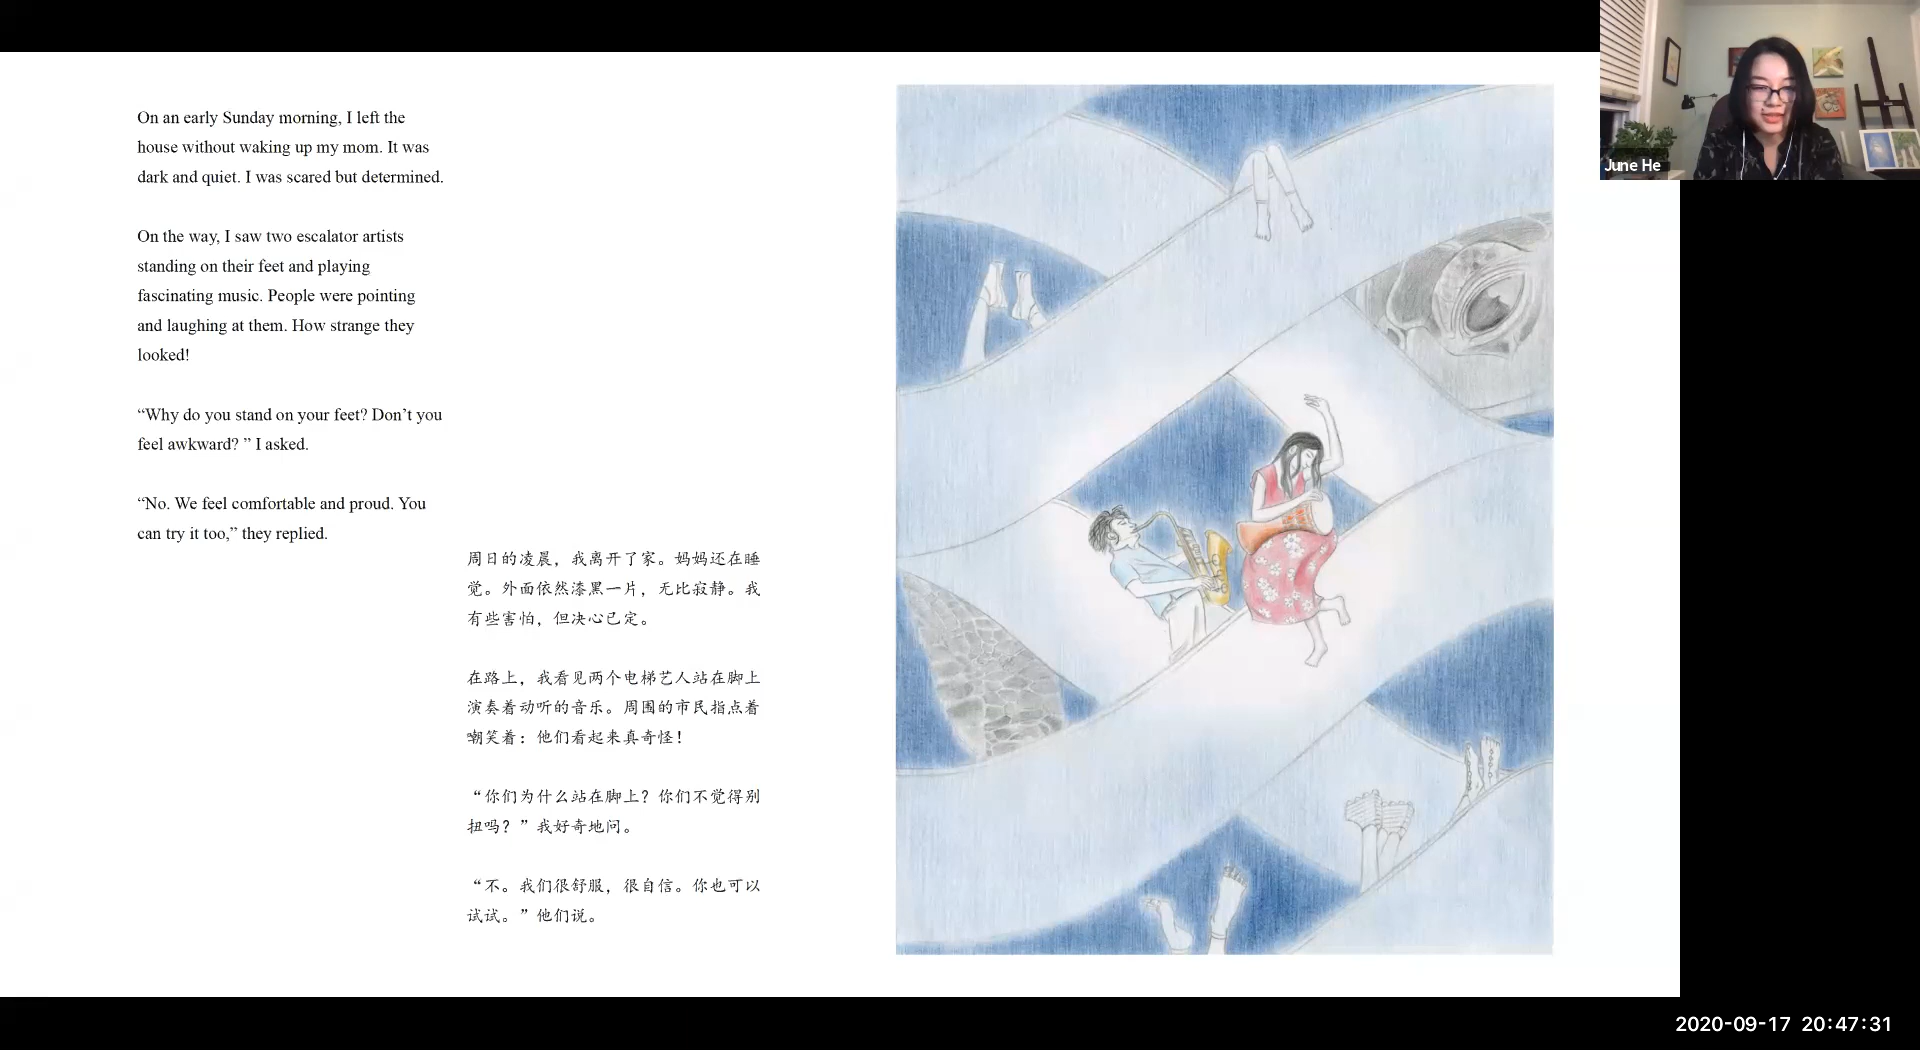 On an early Sunday morning, I left the
house without waking up my mom. It was
dark and quiet. I was scared but determined.
On the way, I saw two escalator artists
standing on their feet and playing
fascinating music. People were pointing
and laughing at them. How strange they
looked!
“Why do you stand on your feet? Don’t you
feel awkward? ” I asked.
“No. We feel comfortable and proud. You
can try it too,” they replied.
周日的凌晨，我离开了家。妈妈还在睡
觉。外面依然漆黑一片，无比寂静。我
有些害怕，但决心已定。
在路上，我看见两个电梯艺人站在脚上
演奏着动听的音乐。周围的市民指点着
嘲笑着：他们看起来真奇怪！
“你们为什么站在脚上？你们不觉得别
扭吗？”我好奇地问。
“不。我们很舒服，很自信。你也可以
试试。”他们说。
June He
2020-09-17 20:47:31